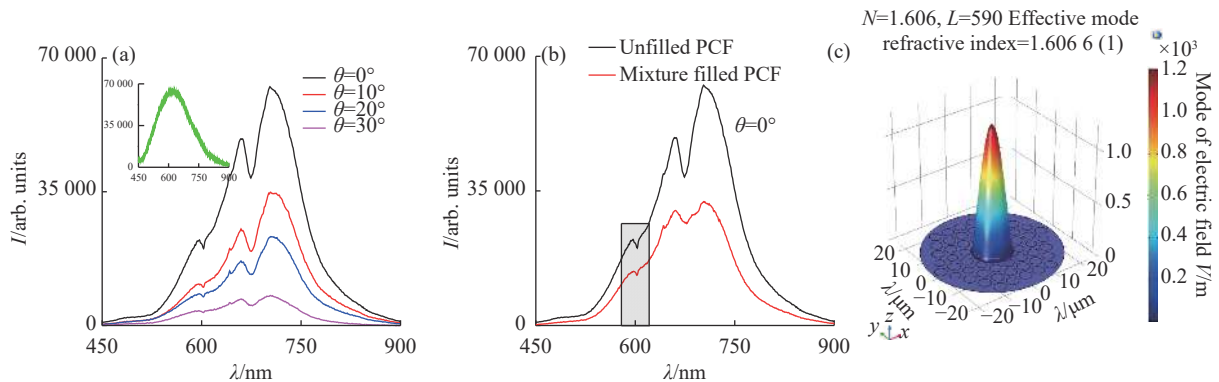 (a)
70 000
35 000
0
I/arb. units
450
600
750
900
λ/nm
θ=0°
θ=10°
θ=20°
θ=30°
70 000
35 000
0
450 600 750 900
(b)
70 000
35 000
0
I/arb. units
450
600
750
900
λ/nm
Unfilled PCF
Mixture filled PCF
θ=0°
N=1.606, L=590 Effective mode
refractive index=1.606 6 (1)
(c)
×10³
1.2
1.0
0.8
0.6
0.4
0.2
Mode of electric field V/m
1.0
0.5
0
20
10
0
−10
−20
λ/μm
20
10
0
−10
−20
λ/μm
y z x